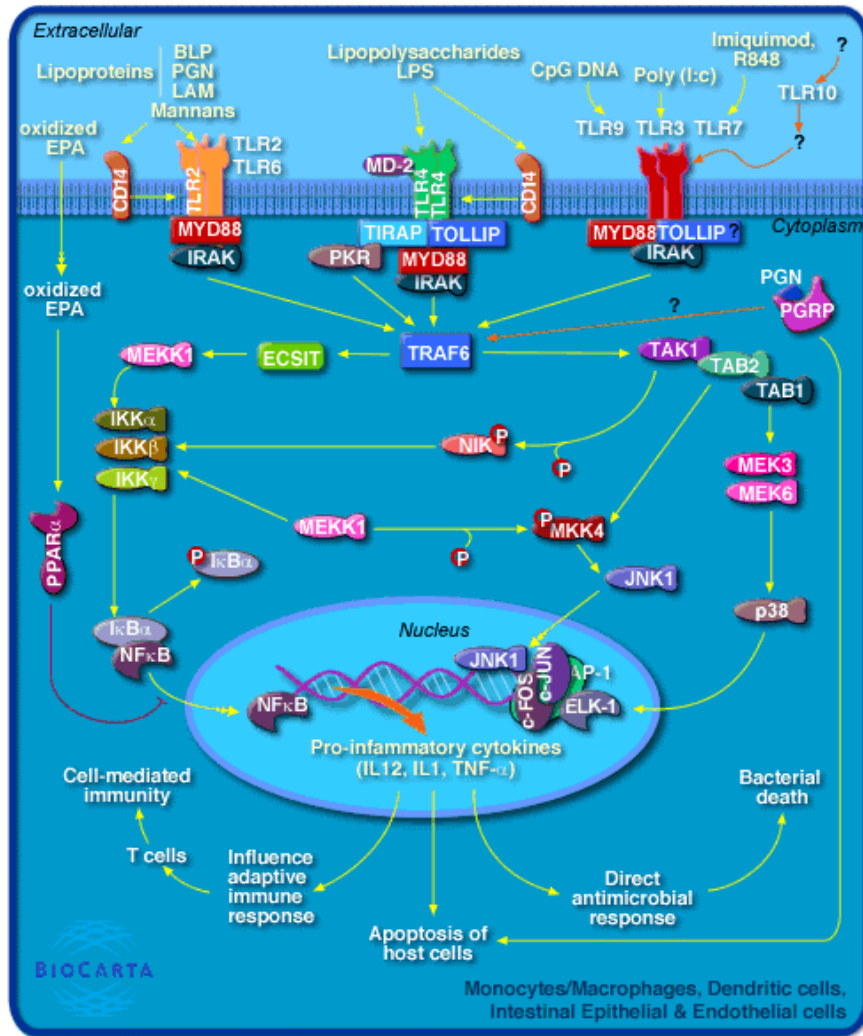 Extracellular
BLP
Lipoproteins
PGN
LAM
Mannans
Lipopolysaccharides
LPS
Imiquimod,
R848
?
CpG DNA
Poly (I:c)
TLR10
oxidized
EPA
TLR9
TLR3
TLR7
?
TLR2
TLR6
MD-2
CD14
TLR2
TLR4
TLR4
CD14
Cytoplasm
MYD88
IRAK
TIRAP
TOLLIP
PKR
MYD88
IRAK
MYD88
TOLLIP
?
IRAK
oxidized
EPA
PGN
PGRP
?
MEKK1
ECSIT
TRAF6
TAK1
TAB2
TAB1
IKKα
IKKβ
IKKγ
NIK
P
P
MEK3
MEK6
MEKK1
P
P
MKK4
PPARα
P
IκBα
JNK1
p38
IκBα
NFκB
Nucleus
JNK1
c-FOS
c-JUN
AP-1
ELK-1
NFκB
Pro-infammatory cytokines
(IL12, IL1, TNF-α)
Cell-mediated
immunity
Bacterial
death
T cells
Influence
adaptive
immune
response
Direct
antimicrobial
response
Apoptosis of
host cells
BIOCARTA
Monocytes/Macrophages, Dendritic cells,
Intestinal Epithelial & Endothelial cells